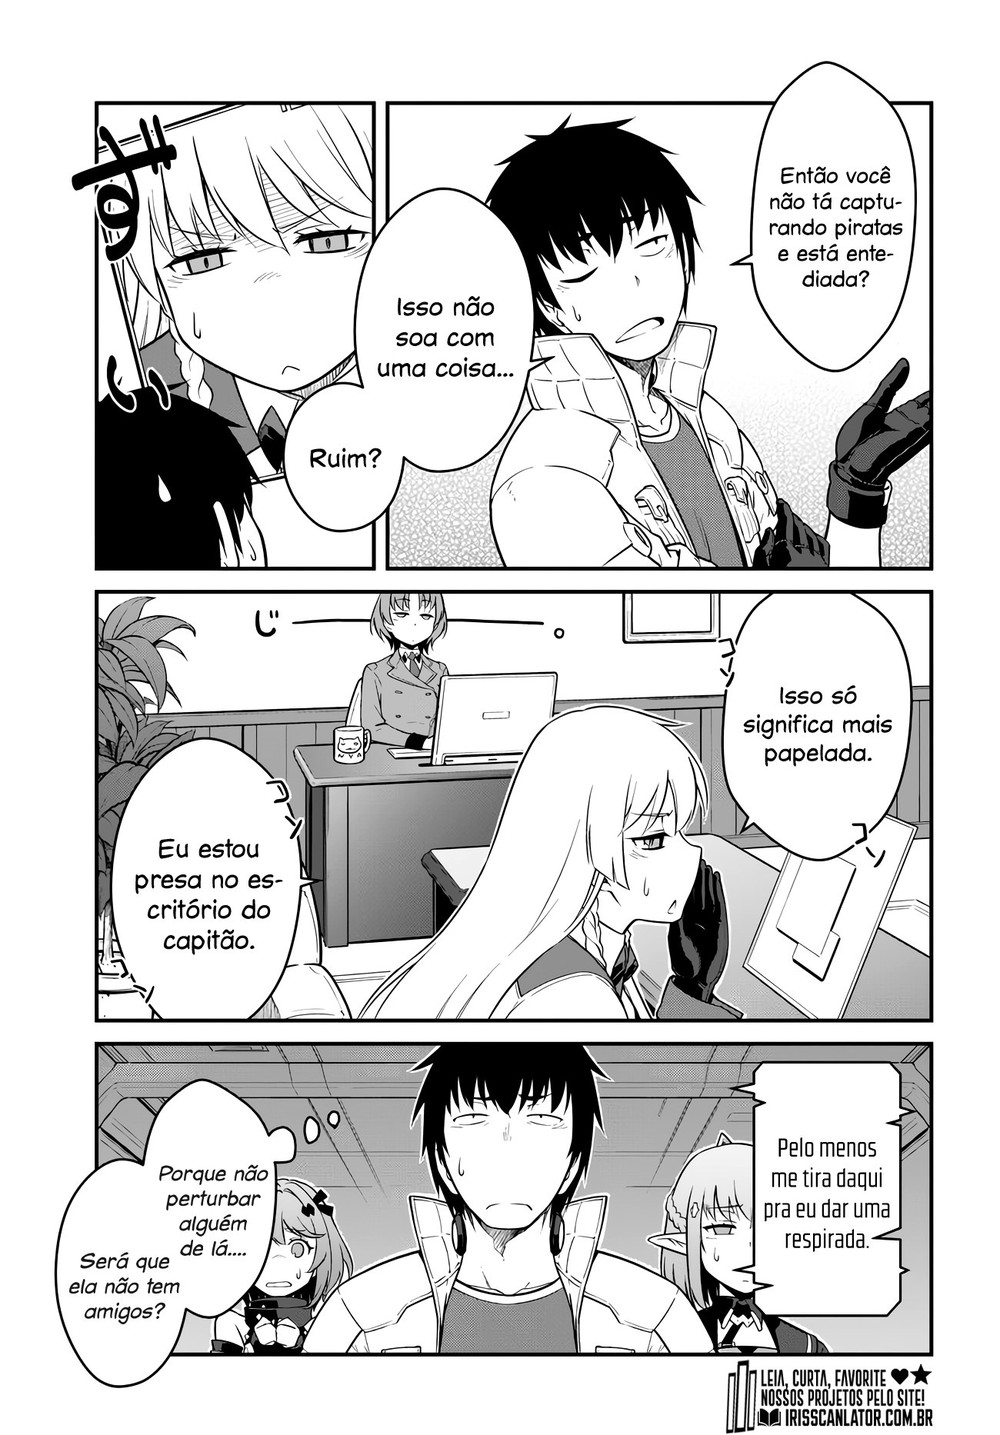 Então você
não tá captu-
rando piratas
e está ente-
diada?
Isso não
soa com
uma coisa...
Ruim?
Isso só
significa mais
papelada.
じ
Eu estou
presa no es-
critório do
capitão.
Pelo menos
me tira daqui
pra eu dar uma
respirada.
Porque não
perturbar
alguém
de lá....
Será que
ela não tem
amigos?
LEIA, CURTA, FAVORITE
NOSSOS PROJETOS PELO SITE!
IRISSCANLATOR.COM.BR